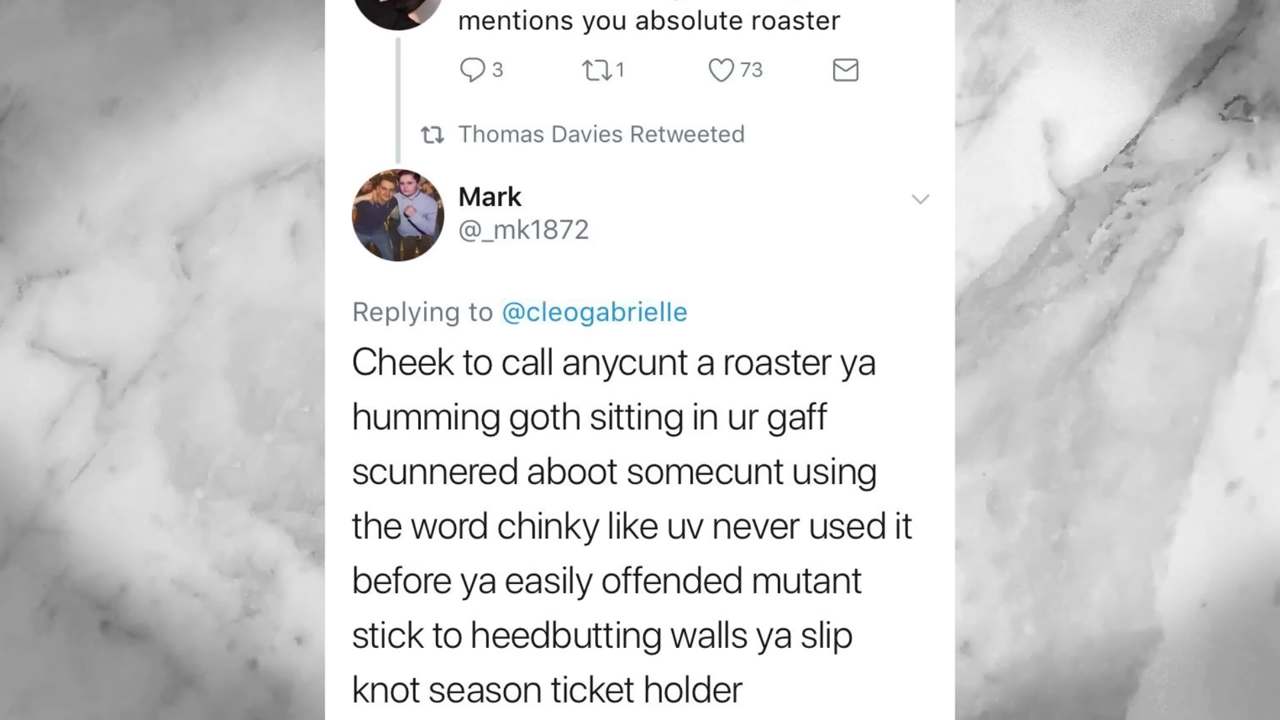 mentions you absolute roaster
3 1 73
Thomas Davies Retweeted
Mark
@_mk1872
Replying to @cleogabrielle
Cheek to call anycunt a roaster ya
humming goth sitting in ur gaff
scunnered aboot somecunt using
the word chinky like uv never used it
before ya easily offended mutant
stick to heedbutting walls ya slip
knot season ticket holder